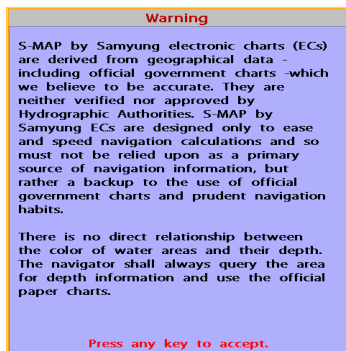 Warning
S-MAP by Samyung electronic charts (ECs)
are derived from geographical data -
including official government charts -which
we believe to be accurate. They are
neither verified nor approved by
Hydrographic Authorities. S-MAP by
Samyung ECs are designed only to ease
and speed navigation calculations and so
must not be relied upon as a primary
source of navigation information, but
rather a backup to the use of official
government charts and prudent navigation
habits.
There is no direct relationship between
the color of water areas and their depth.
The navigator shall always query the area
for depth information and use the official
paper charts.
Press any key to accept.